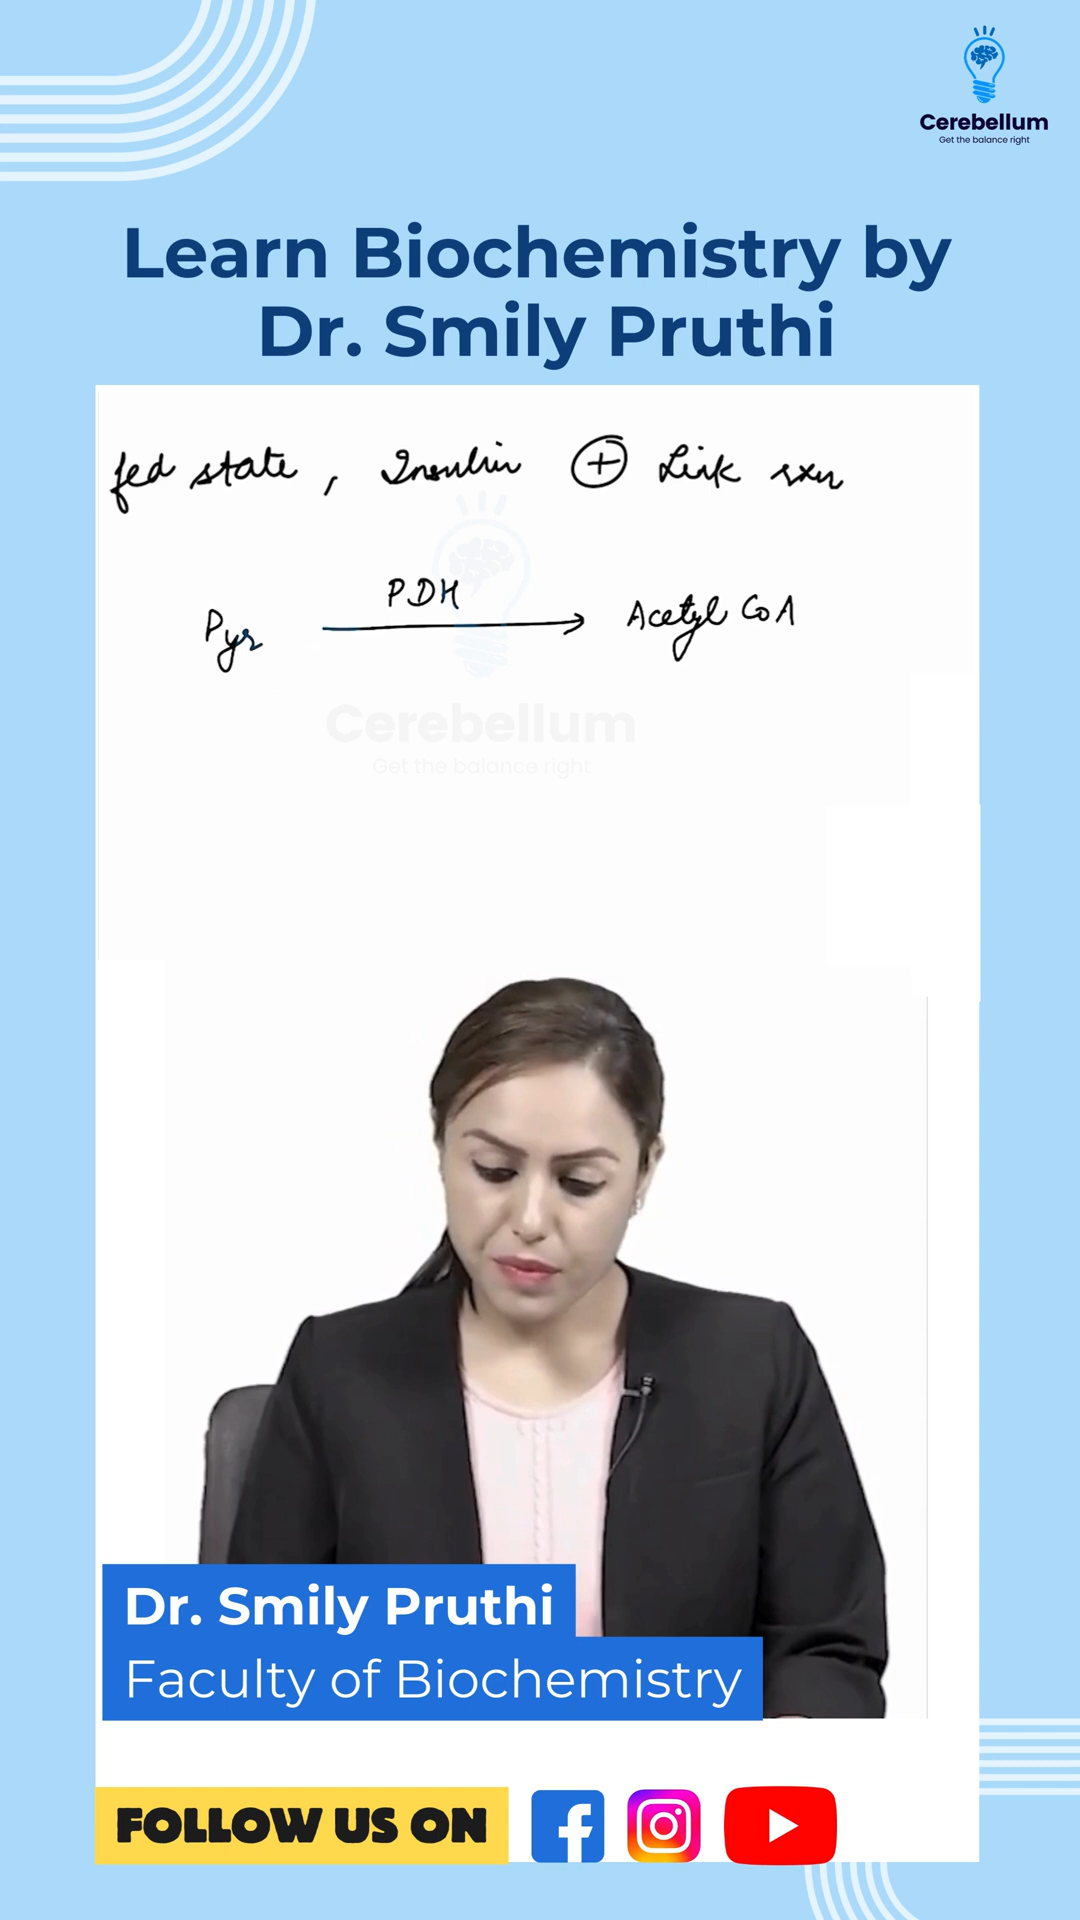 Cerebellum
Get the balance right
Learn Biochemistry by
Dr. Smily Pruthi
fed state, Insulin + Link rxn
PDH
Pyr → Acetyl CoA
Cerebellum
Get the balance right
Dr. Smily Pruthi
Faculty of Biochemistry
FOLLOW US ON